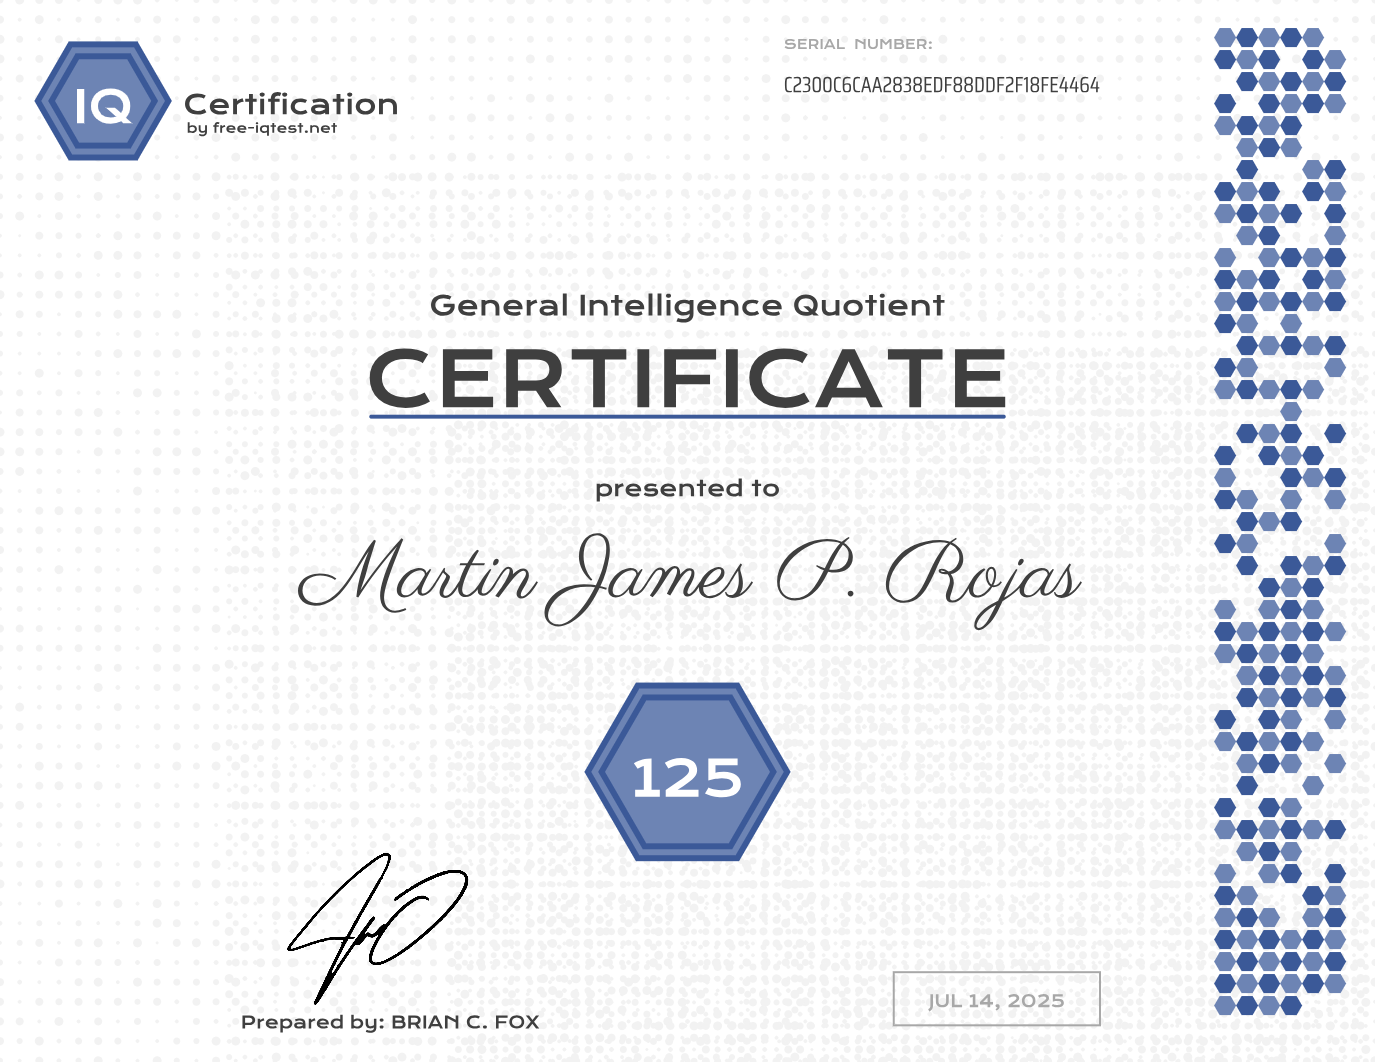 IQ
Certification
by free-iqtest.net
SERIAL NUMBER:
C2300C6CAA2838EDF88DDF2F18FE4464
General Intelligence Quotient
CERTIFICATE
presented to
Martin James P. Rojas
125
Prepared by: BRIAN C. FOX
JUL 14, 2025